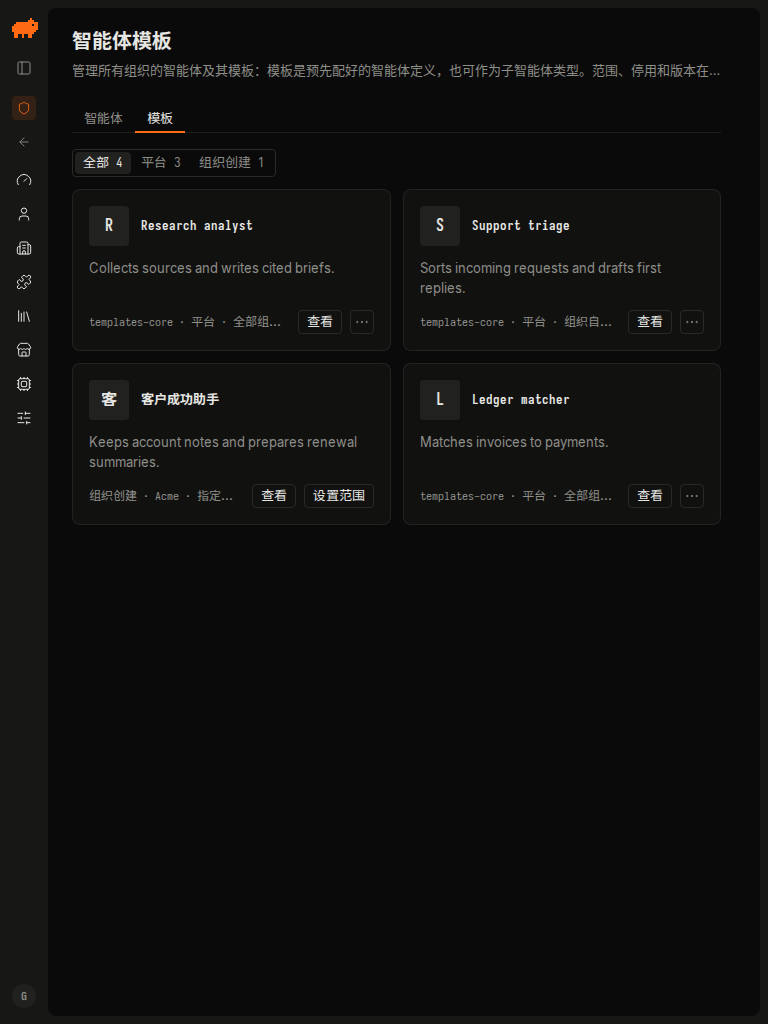 智能体模板
管理所有组织的智能体及其模板：模板是预先配好的智能体定义，也可作为子智能体类型。范围、停用和版本在…
智能体 模板
全部 4 平台 3 组织创建 1
R Research analyst
Collects sources and writes cited briefs.
templates-core · 平台 · 全部组… 查看 ···
S Support triage
Sorts incoming requests and drafts first
replies.
templates-core · 平台 · 组织自… 查看 ···
客 客户成功助手
Keeps account notes and prepares renewal
summaries.
组织创建 · Acme · 指定… 查看 设置范围
L Ledger matcher
Matches invoices to payments.
templates-core · 平台 · 全部组… 查看 ···
G